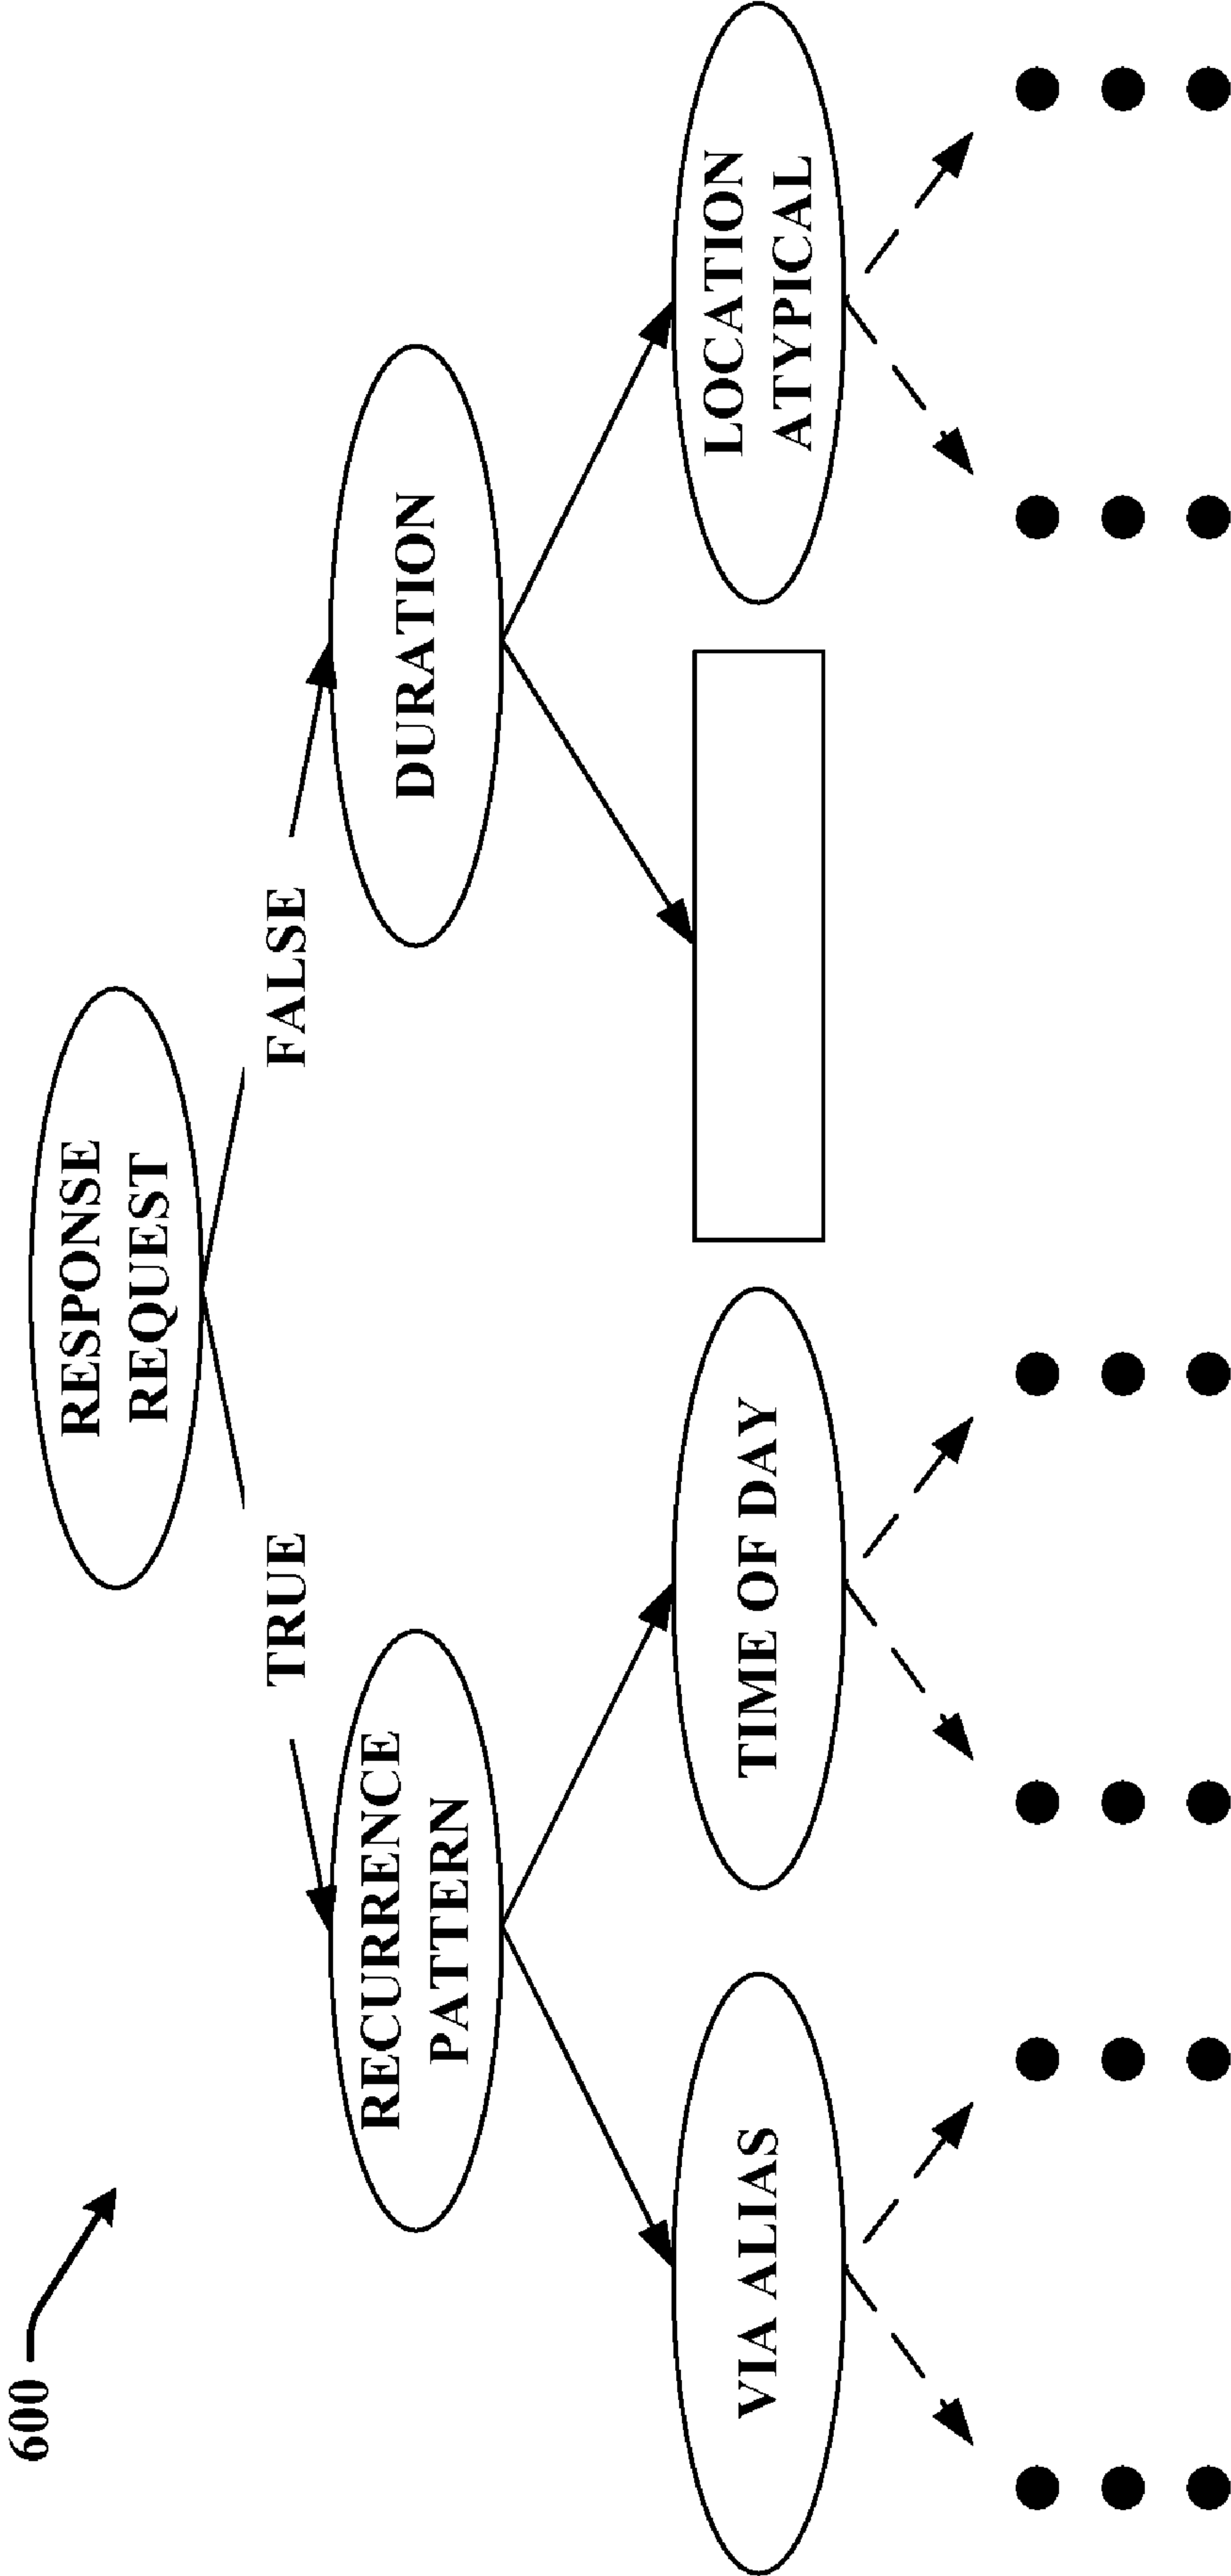 600
RESPONSE
REQUEST
TRUE
FALSE
RECURRENCE
PATTERN
DURATION
VIA ALIAS
TIME OF DAY
LOCATION
ATYPICAL